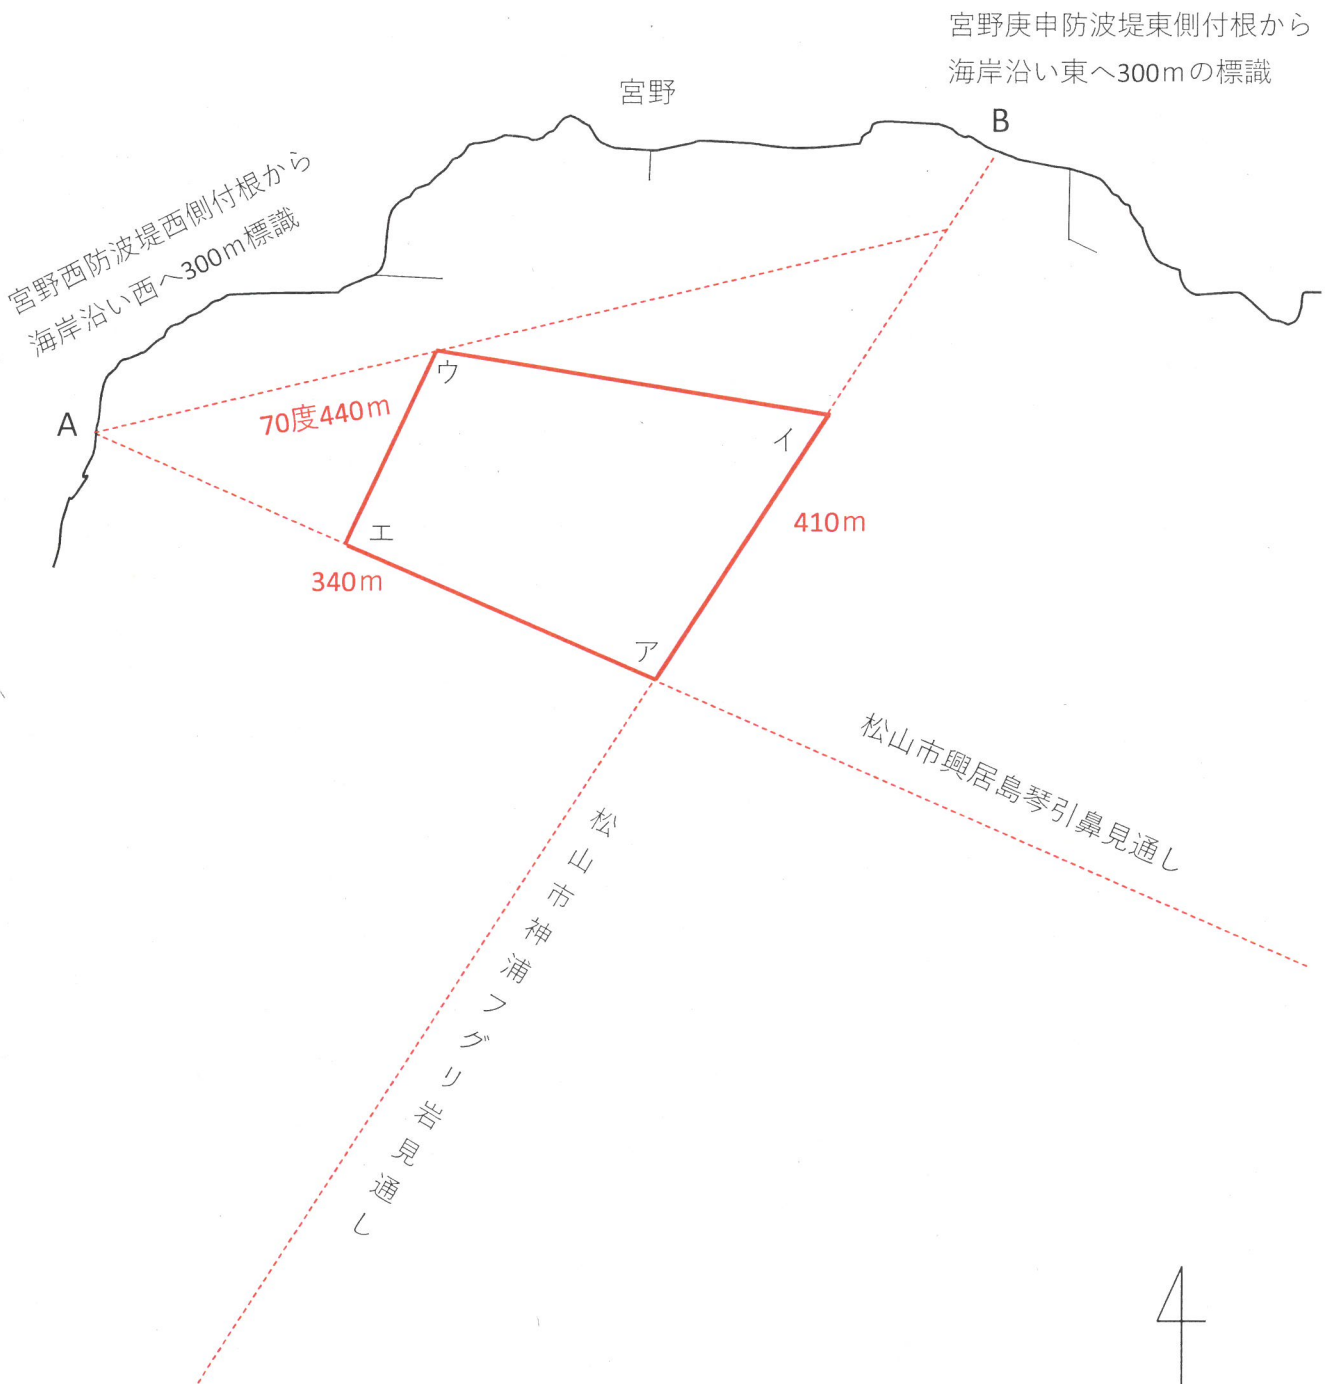 宮野庚申防波堤東側付根から
海岸沿い東へ300mの標識
宮野
B
宮野西防波堤西側付根から
海岸沿い西へ300m標識
A
ウ
70度440m
イ
エ
410m
340m
ア
松山市興居島琴引鼻見通し
松山市神浦フグリ岩見通し